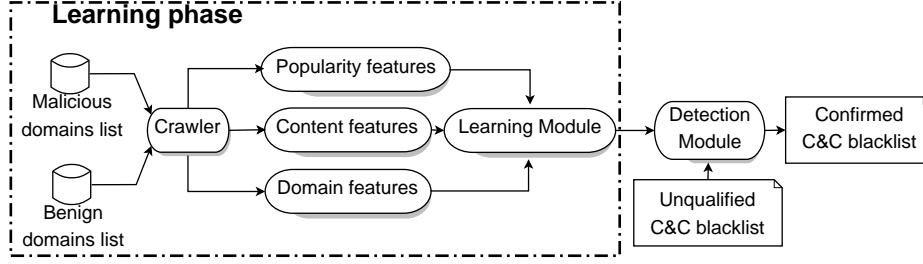 Learning phase
Malicious
domains list
Benign
domains list
Crawler
Popularity features
Content features
Domain features
Learning Module
Detection
Module
Unqualified
C&C blacklist
Confirmed
C&C blacklist